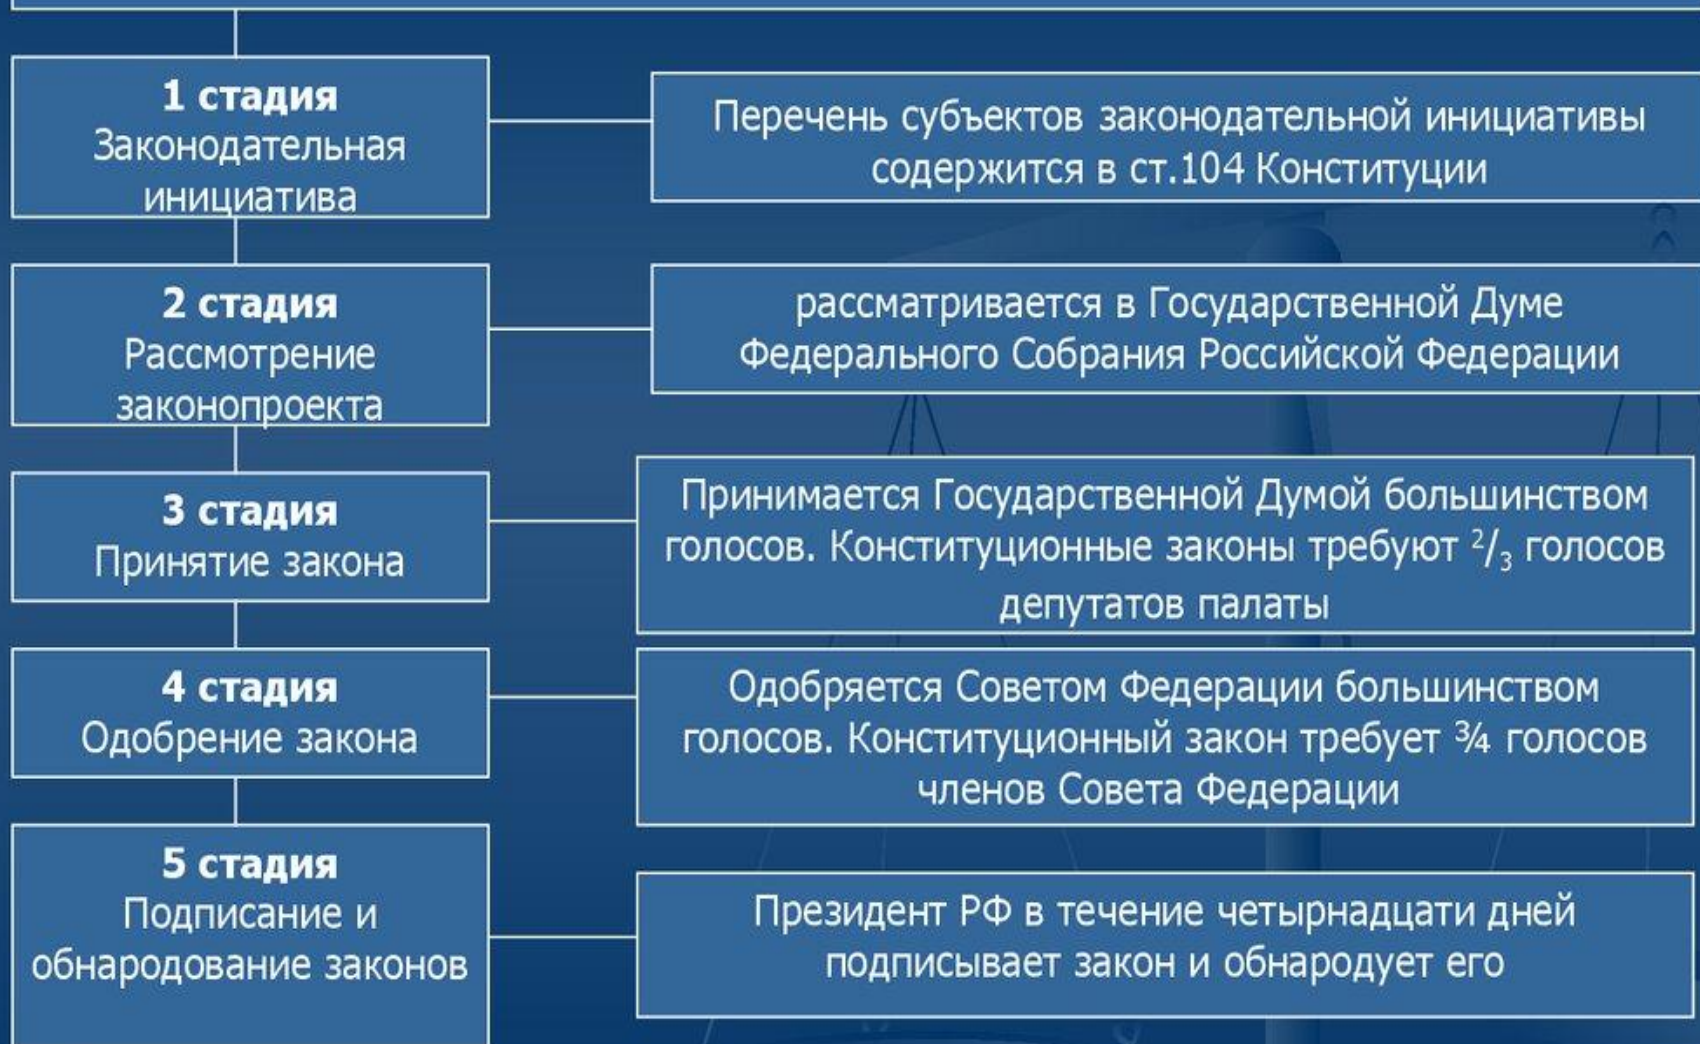 1 стадия
Законодательная
инициатива
Перечень субъектов законодательной инициативы
содержится в ст.104 Конституции
2 стадия
Рассмотрение
законопроекта
рассматривается в Государственной Думе
Федерального Собрания Российской Федерации
3 стадия
Принятие закона
Принимается Государственной Думой большинством
голосов. Конституционные законы требуют 2/3 голосов
депутатов палаты
4 стадия
Одобрение закона
Одобряется Советом Федерации большинством
голосов. Конституционный закон требует ¾ голосов
членов Совета Федерации
5 стадия
Подписание и
обнародование законов
Президент РФ в течение четырнадцати дней
подписывает закон и обнародует его